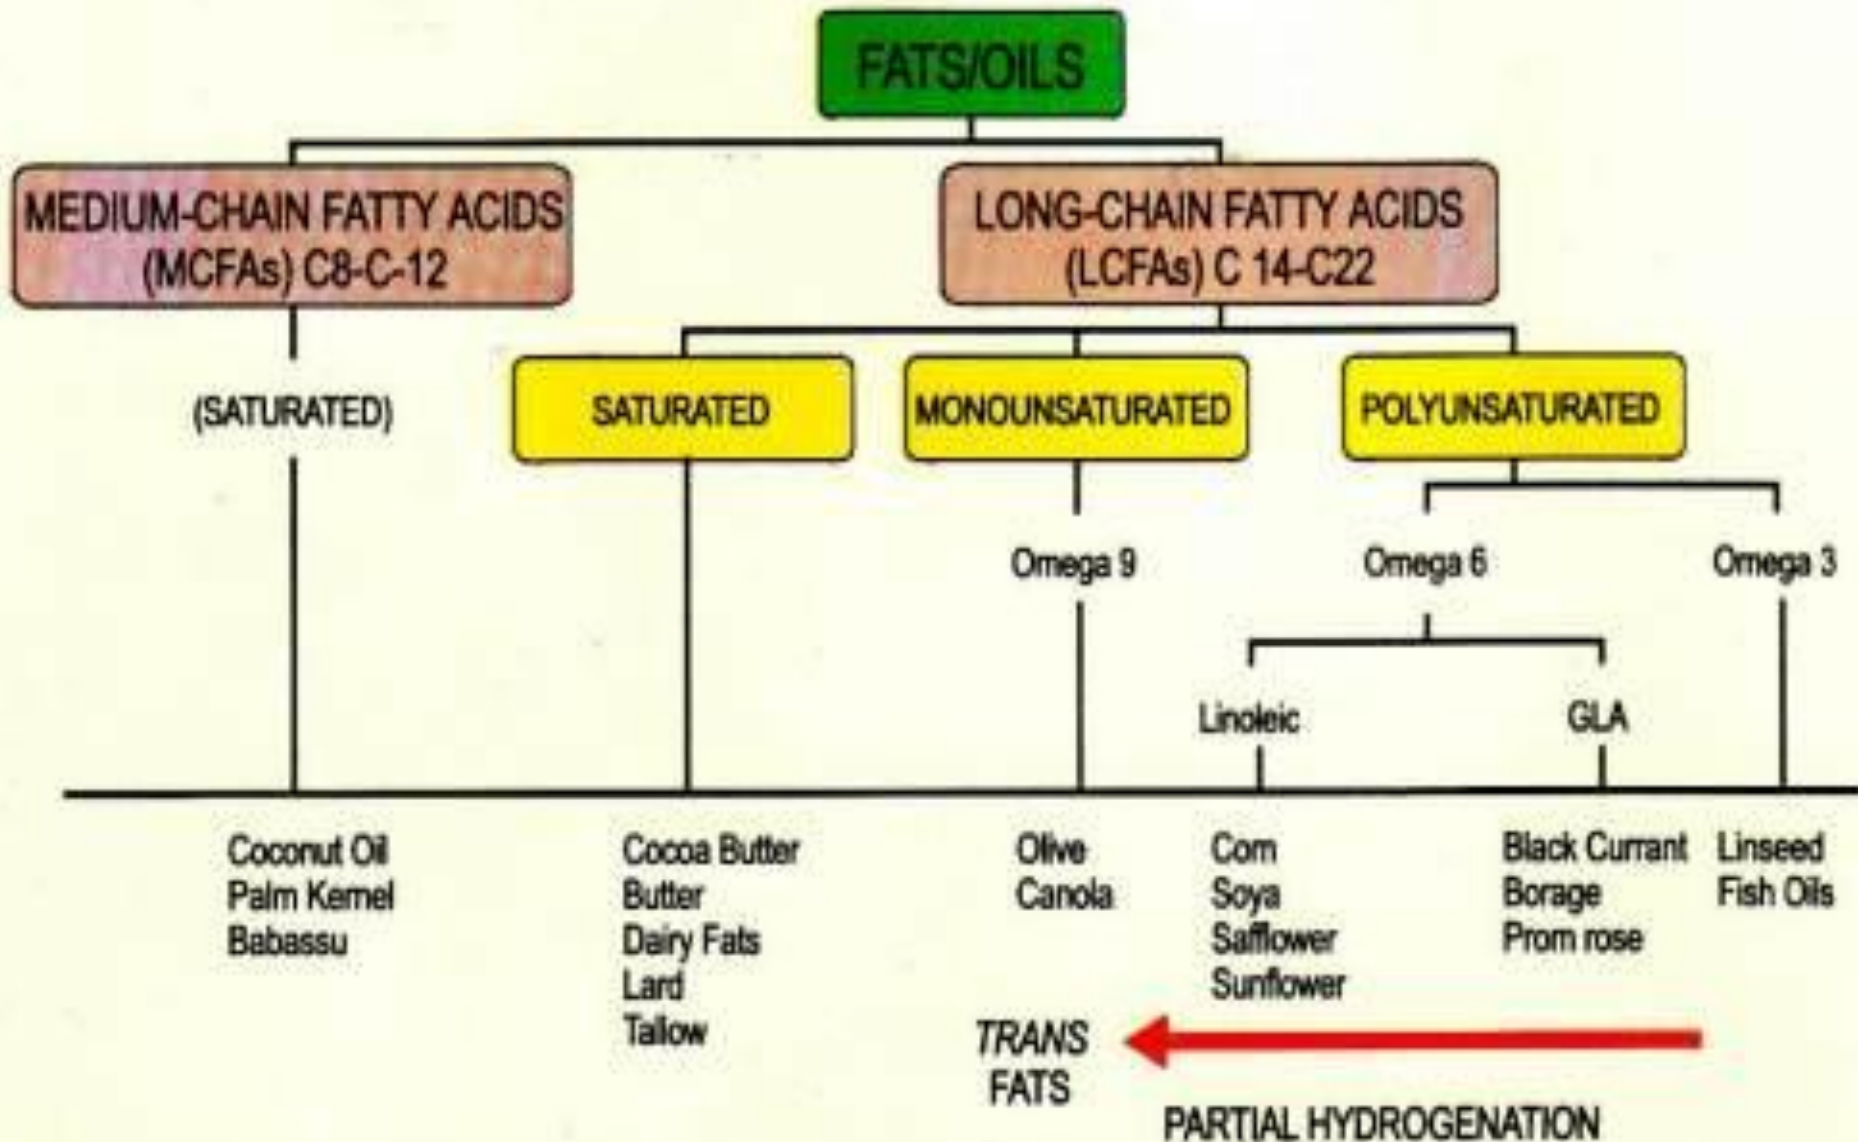 FATS/OILS
MEDIUM-CHAIN FATTY ACIDS
(MCFAs) C8-C-12
LONG-CHAIN FATTY ACIDS
(LCFAs) C 14-C22
(SATURATED)
SATURATED
MONOUNSATURATED
POLYUNSATURATED
Omega 9
Omega 6
Omega 3
Linoleic
GLA
Coconut Oil
Palm Kernel
Babassu
Cocoa Butter
Butter
Dairy Fats
Lard
Tallow
Olive
Canola
Corn
Soya
Safflower
Sunflower
Black Currant
Borage
Prom rose
Linseed
Fish Oils
TRANS
FATS
PARTIAL HYDROGENATION